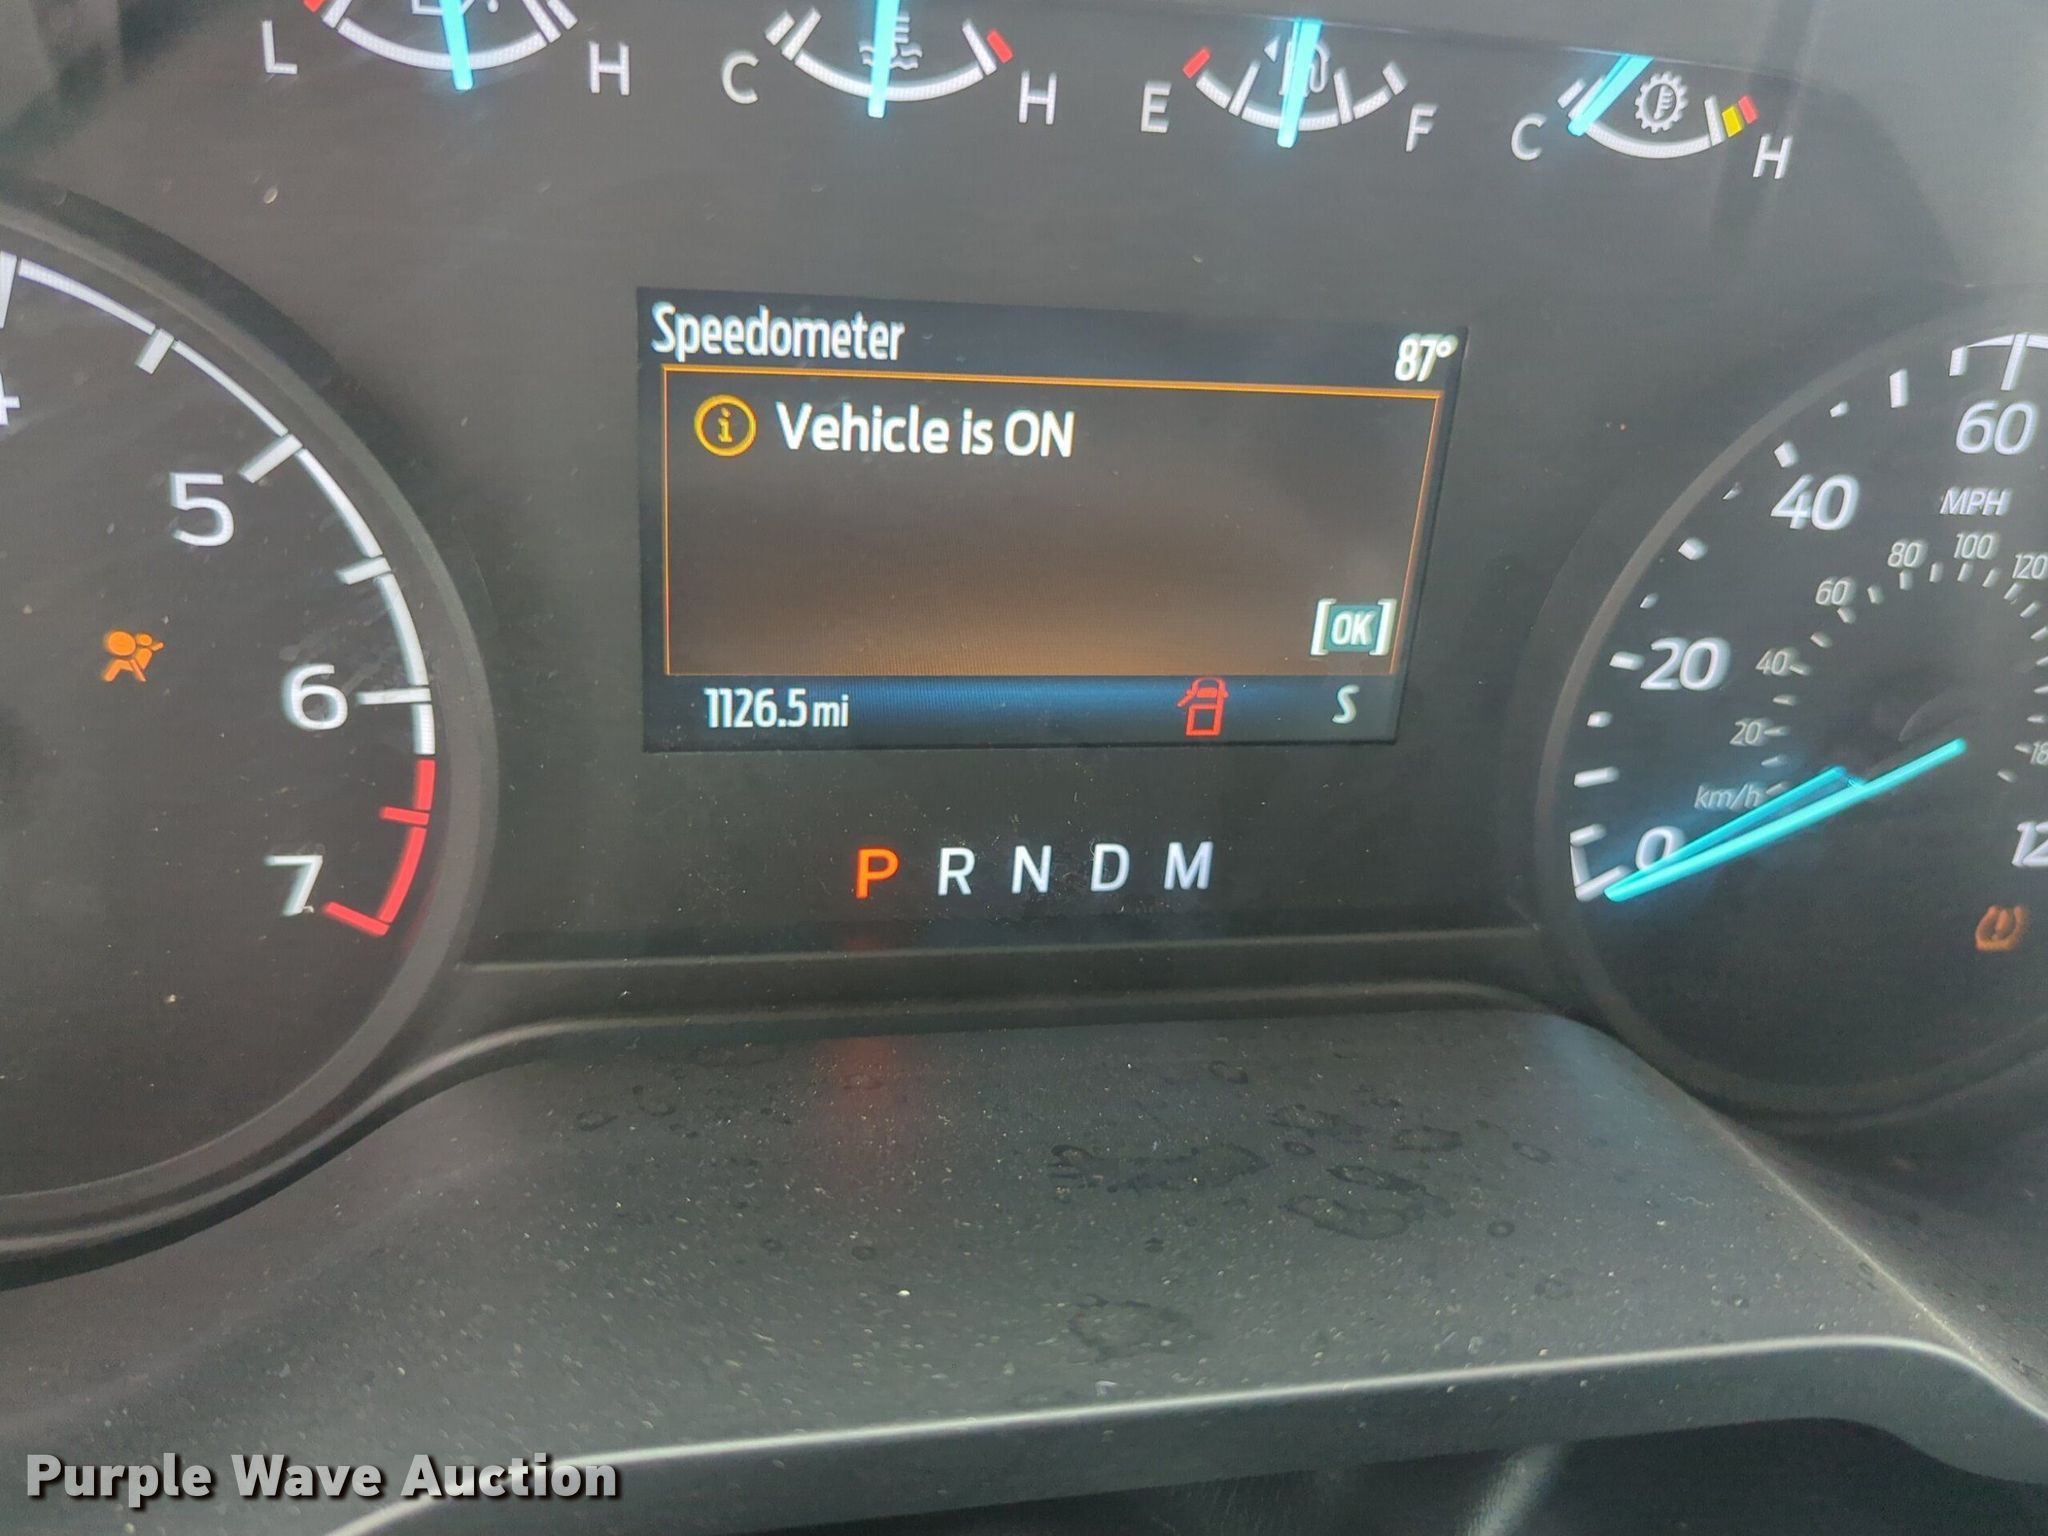 L H C H E F C H
Speedometer 87°
i Vehicle is ON
[OK]
1126.5 mi S
P R N D M
5
6
7
60
MPH
40
80 100 120
60
20 40
20
km/h
0
Purple Wave Auction